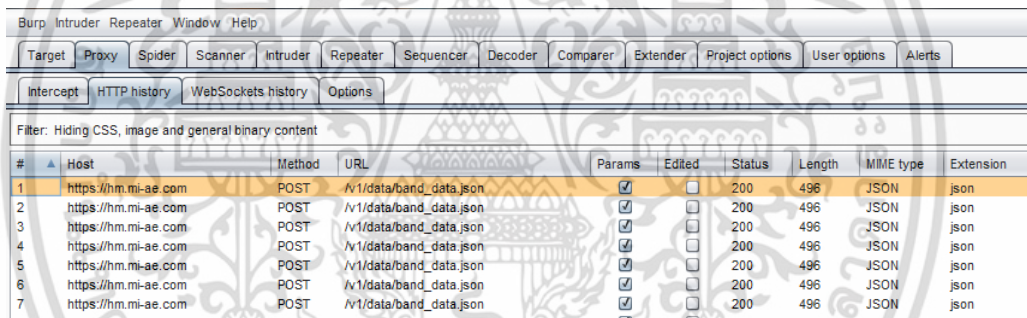 Burp Intruder Repeater Window Help
Target Proxy Spider Scanner Intruder Repeater Sequencer Decoder Comparer Extender Project options User options Alerts
Intercept HTTP history WebSockets history Options
Filter: Hiding CSS, image and general binary content
# Host Method URL Params Edited Status Length MIME type Extension
1 https://hm.mi-ae.com POST /v1/data/band_data.json 200 496 JSON json
2 https://hm.mi-ae.com POST /v1/data/band_data.json 200 496 JSON json
3 https://hm.mi-ae.com POST /v1/data/band_data.json 200 496 JSON json
4 https://hm.mi-ae.com POST /v1/data/band_data.json 200 496 JSON json
5 https://hm.mi-ae.com POST /v1/data/band_data.json 200 496 JSON json
6 https://hm.mi-ae.com POST /v1/data/band_data.json 200 496 JSON json
7 https://hm.mi-ae.com POST /v1/data/band_data.json 200 496 JSON json